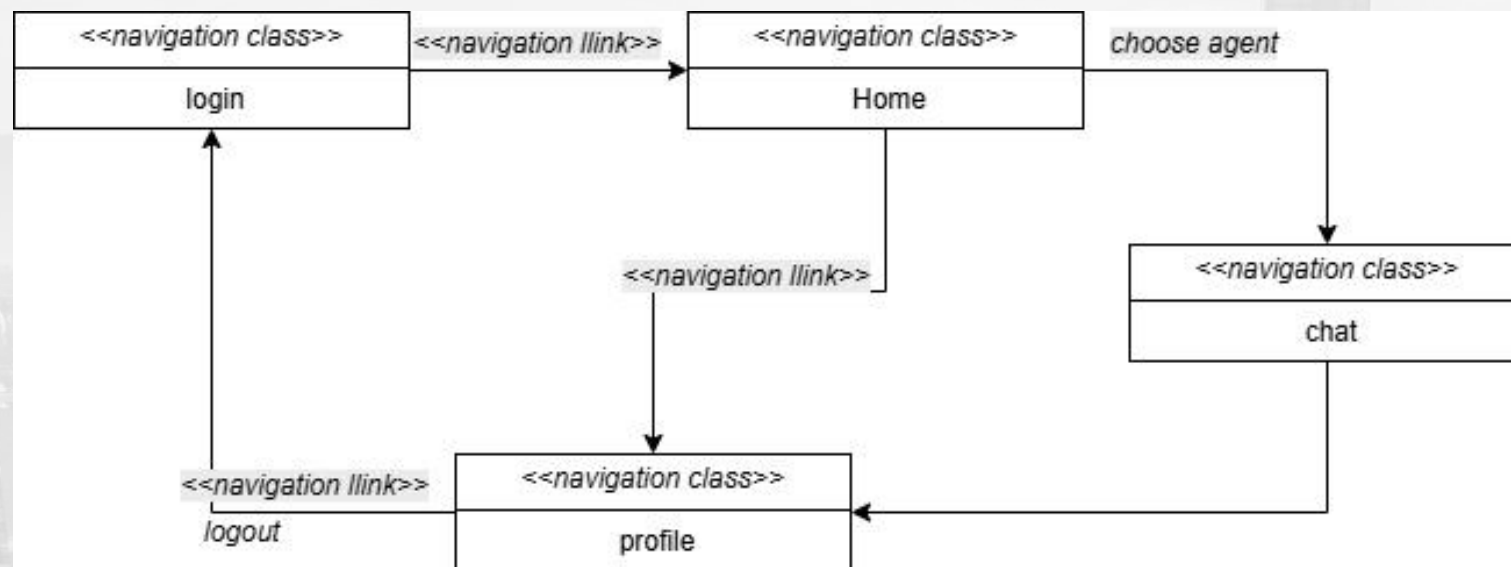 <<navigation class>>
login
<<navigation llink>>
<<navigation class>>
Home
choose agent
<<navigation llink>>
<<navigation class>>
chat
<<navigation llink>>
logout
<<navigation class>>
profile